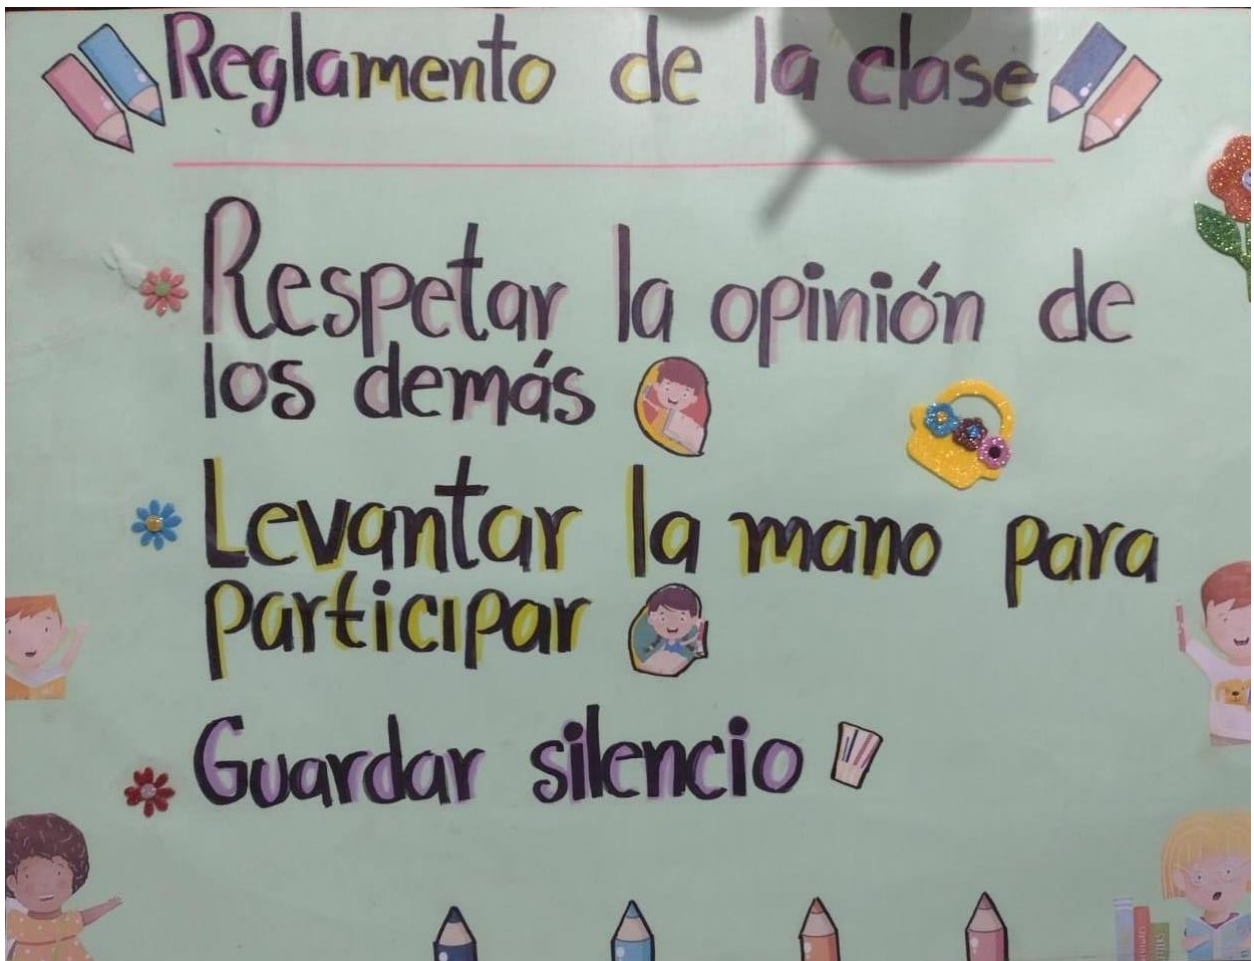 Reglamento de la clase
Respetar la opinión de
los demás
Levantar la mano para
participar
Guardar silencio